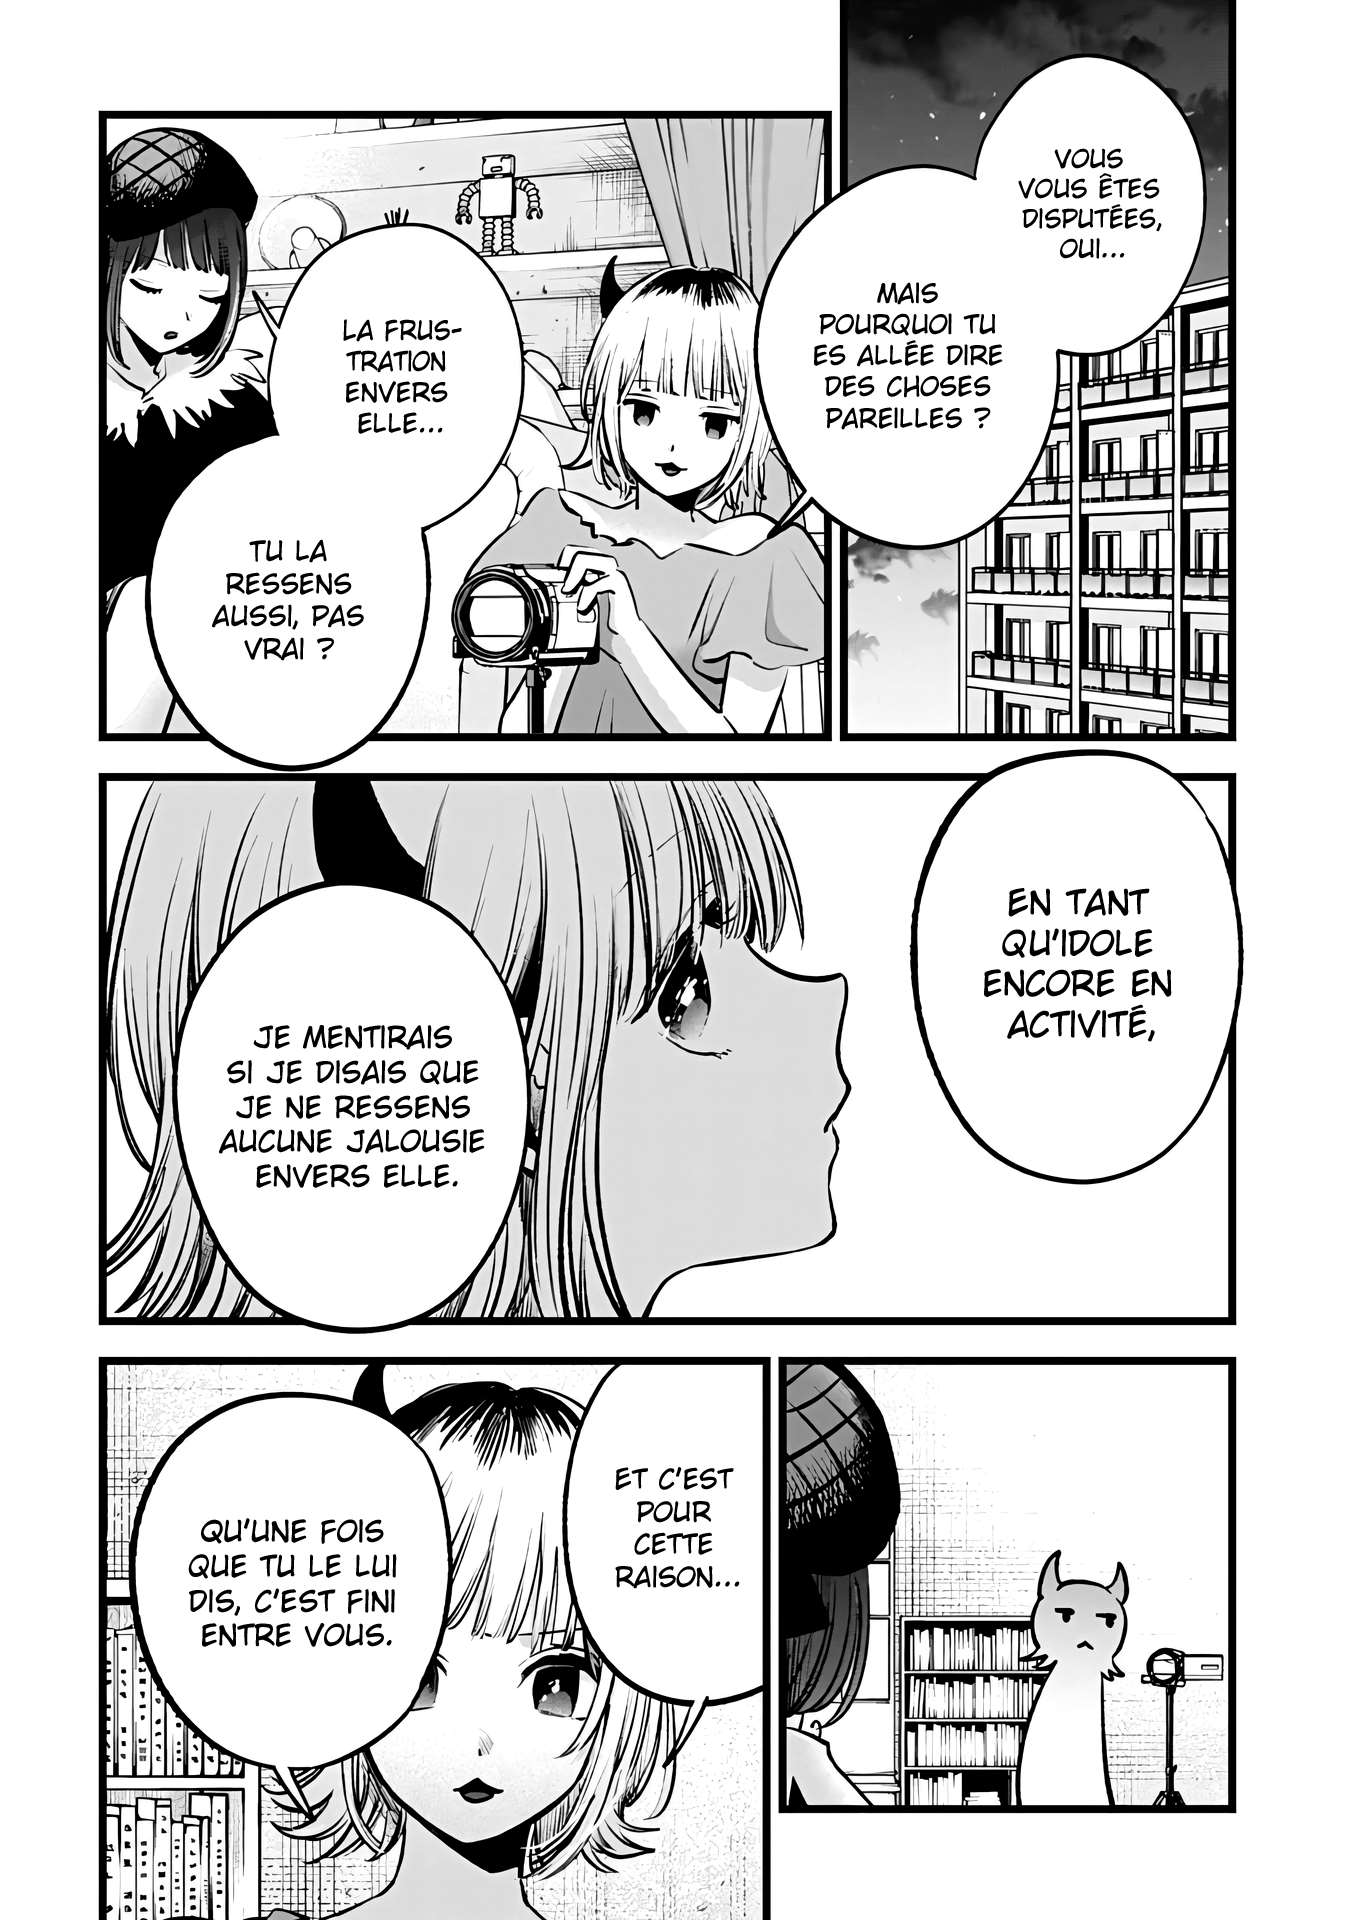 VOUS
VOUS ÊTES
DISPUTÉES,
OUI...
MAIS
POURQUOI TU
ES ALLÉE DIRE
DES CHOSES
PAREILLES ?
LA FRUS-
TRATION
ENVERS
ELLE...
TU LA
RESSENS
AUSSI, PAS
VRAI ?
EN TANT
QU'IDOLE
ENCORE EN
ACTIVITÉ,
JE MENTIRAIS
SI JE DISAIS QUE
JE NE RESSENS
AUCUNE JALOUSIE
ENVERS ELLE.
ET C'EST
POUR
CETTE
RAISON...
QU'UNE FOIS
QUE TU LE LUI
DIS, C'EST FINI
ENTRE VOUS.